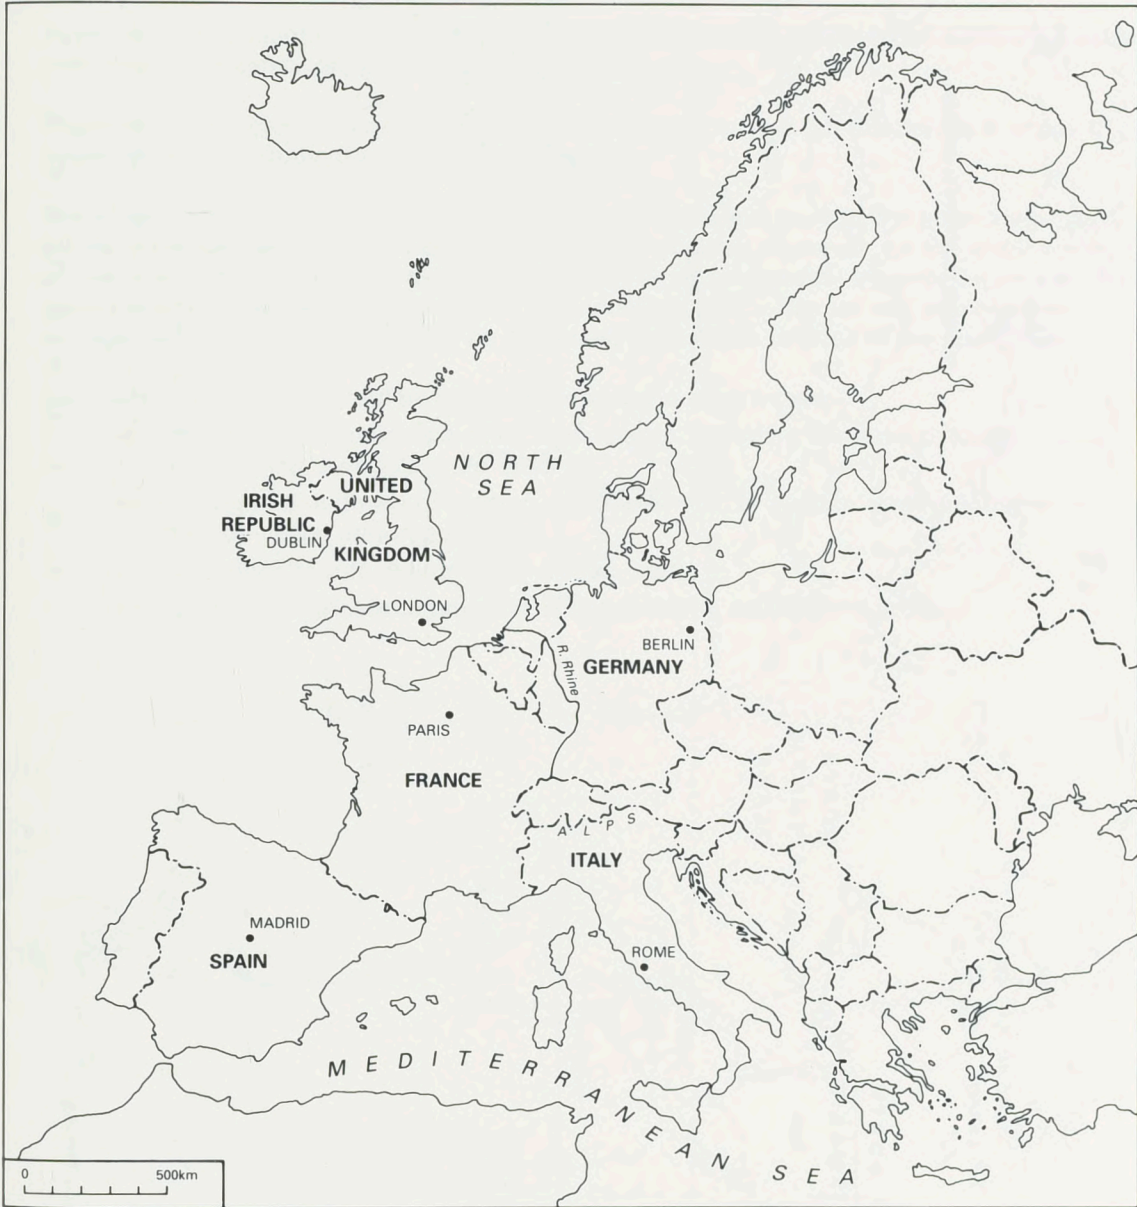 NORTH
SEA
UNITED
KINGDOM
IRISH
REPUBLIC
DUBLIN
LONDON
BERLIN
GERMANY
R. Rhine
PARIS
FRANCE
ALPS
ITALY
MADRID
SPAIN
ROME
MEDITERRANEAN SEA
0 500km